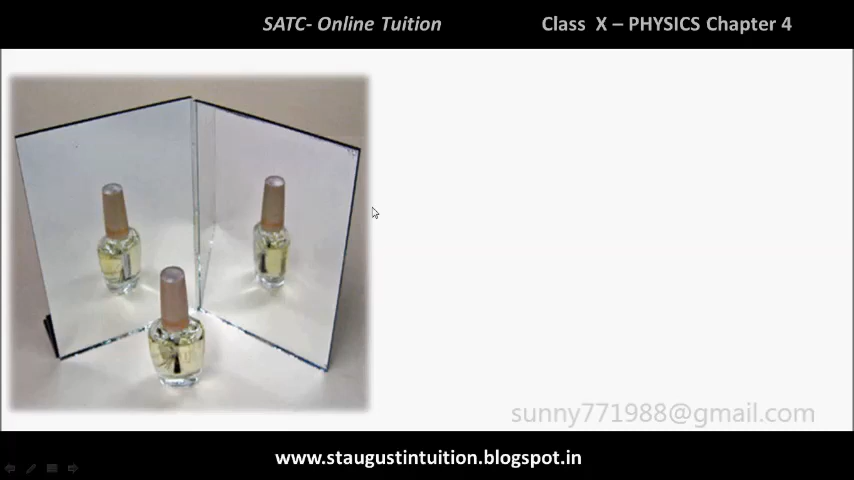 SATC- Online Tuition
Class X – PHYSICS Chapter 4
sunny771988@gmail.com
www.staugustintuition.blogspot.in